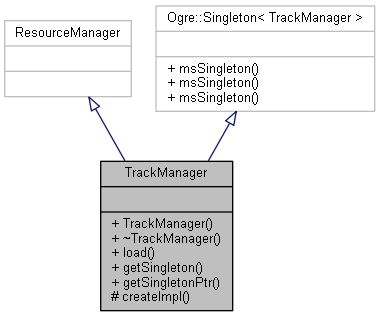 ResourceManager
Ogre::Singleton< TrackManager >
+ msSingleton()
+ msSingleton()
+ msSingleton()
TrackManager
+ TrackManager()
+ ~TrackManager()
+ load()
+ getSingleton()
+ getSingletonPtr()
# createImpl()